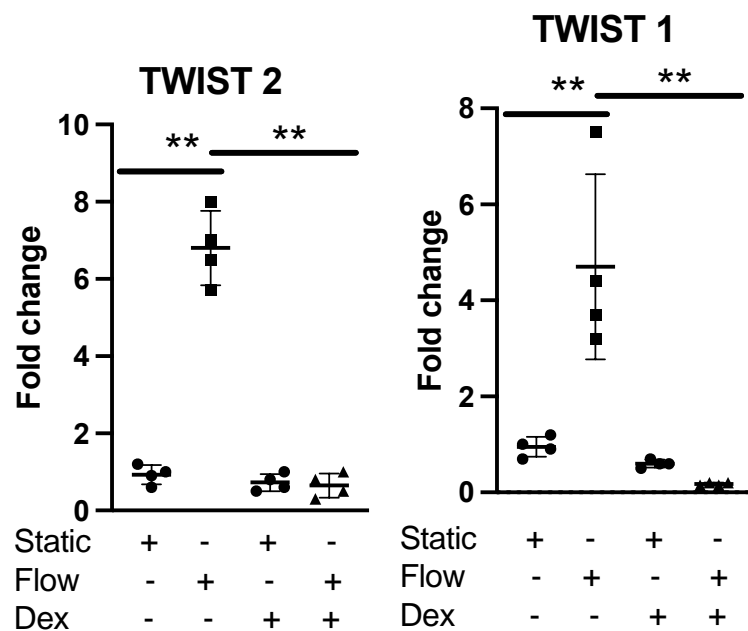 TWIST 2
** **
10
8
6
4
2
0
Fold change
Static + - + -
Flow - + - +
Dex - - + +
TWIST 1
** **
8
6
4
2
0
Fold change
Static + - + -
Flow - + - +
Dex - - + +